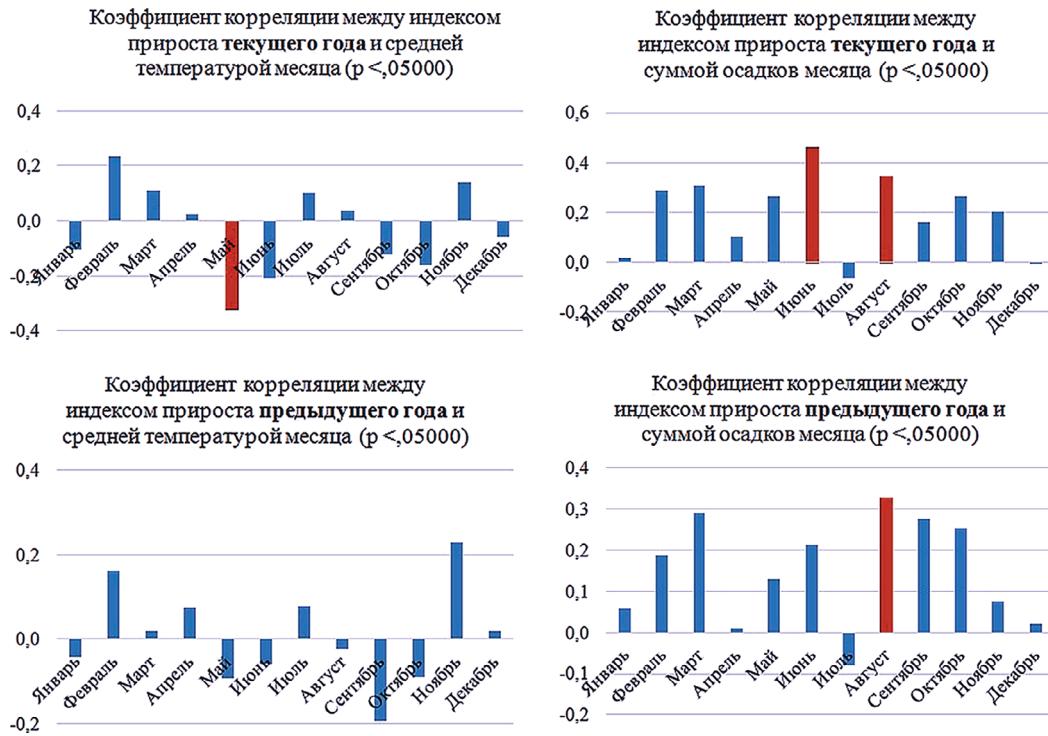 Коэффициент корреляции между индексом
прироста текущего года и средней
температурой месяца (p <,05000)
0,4
0,2
0,0
-0,2
-0,4
Январь
Февраль
Март
Апрель
Май
Июнь
Июль
Август
Сентябрь
Октябрь
Ноябрь
Декабрь
Коэффициент корреляции между
индексом прироста текущего года и
суммой осадков месяца (p <,05000)
0,6
0,4
0,2
0,0
-0,2
Январь
Февраль
Март
Апрель
Май
Июнь
Июль
Август
Сентябрь
Октябрь
Ноябрь
Декабрь
Коэффициент корреляции между
индексом прироста предыдущего года и
средней температурой месяца (p <,05000)
0,4
0,2
0,0
-0,2
Январь
Февраль
Март
Апрель
Май
Июнь
Июль
Август
Сентябрь
Октябрь
Ноябрь
Декабрь
Коэффициент корреляции между
индексом прироста предыдущего года и
суммой осадков месяца (p <,05000)
0,4
0,3
0,2
0,1
0,0
-0,1
-0,2
Январь
Февраль
Март
Апрель
Май
Июнь
Июль
Август
Сентябрь
Октябрь
Ноябрь
Декабрь